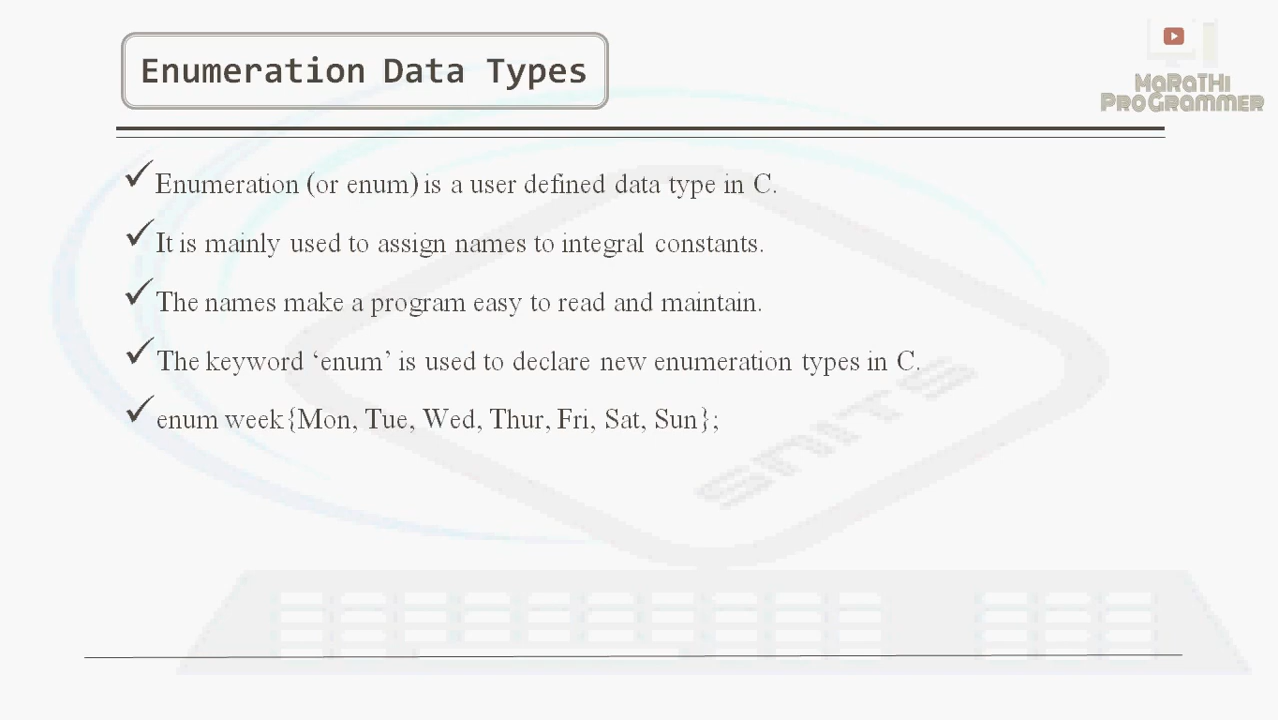 Enumeration Data Types
MaRaTHi
ProGrammer
✓Enumeration (or enum) is a user defined data type in C.
✓It is mainly used to assign names to integral constants.
✓The names make a program easy to read and maintain.
✓The keyword ‘enum’ is used to declare new enumeration types in C.
✓enum week{Mon, Tue, Wed, Thur, Fri, Sat, Sun};
SNITS